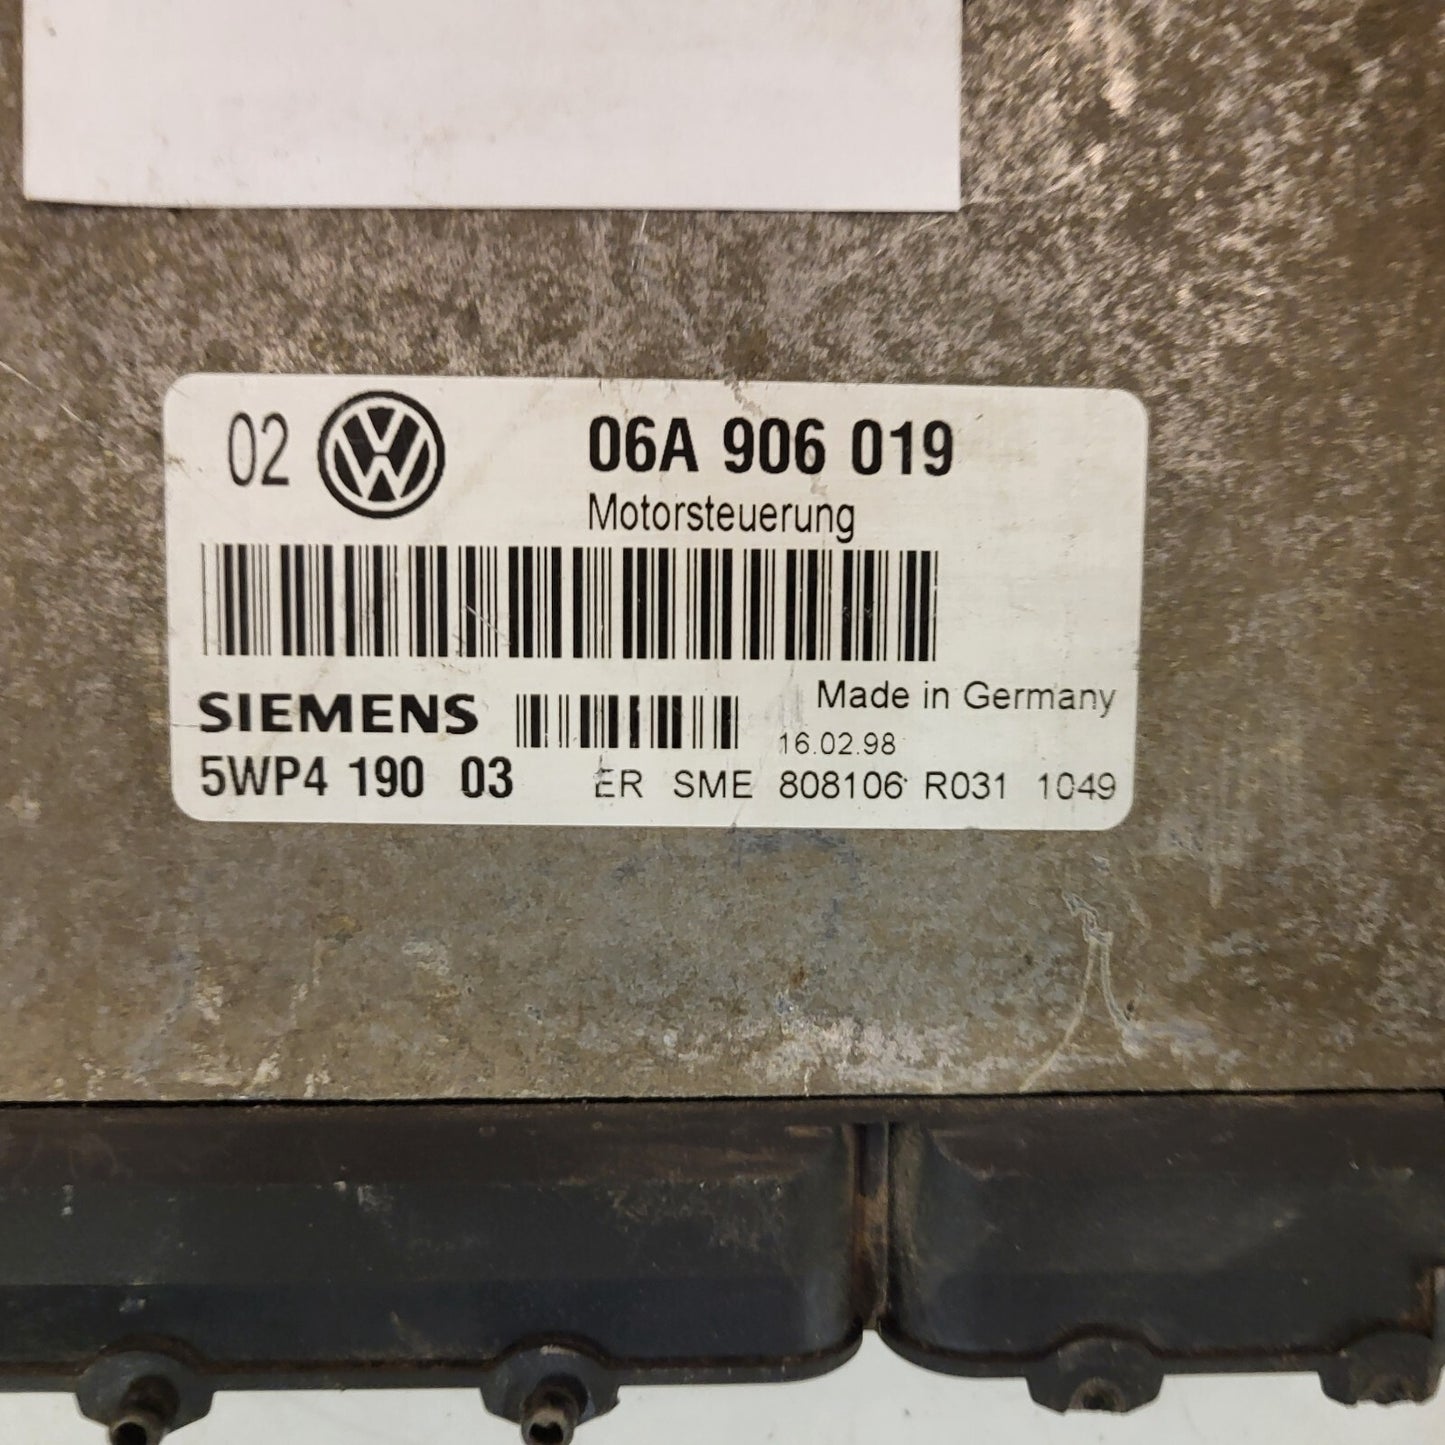 02 VW 06A 906 019
Motorsteuerung
SIEMENS
Made in Germany
16.02.98
5WP4 190 03 ER SME 808106 R031 1049